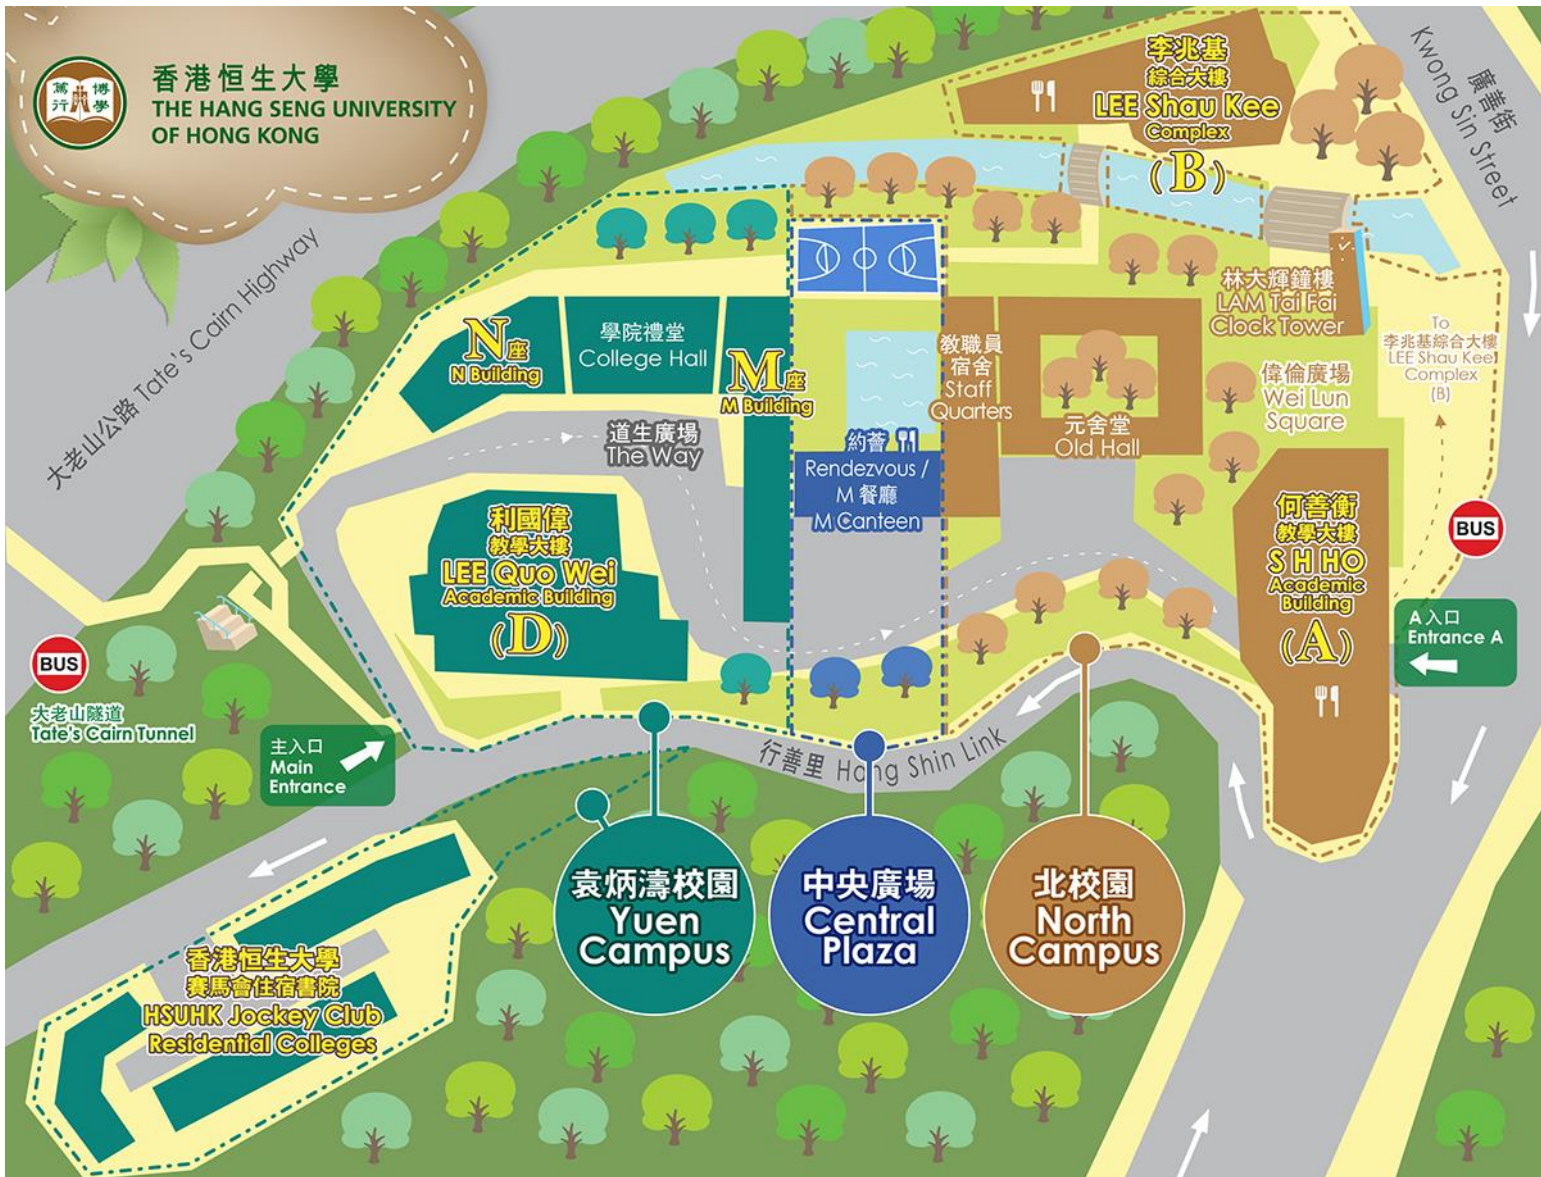 篤行
博學
香港恒生大學
THE HANG SENG UNIVERSITY
OF HONG KONG
李兆基
綜合大樓
LEE Shau Kee
Complex
(B)
廣善街
Kwong Sin Street
大老山公路 Tate's Cairn Highway
林大輝鐘樓
LAM Tai Fai
Clock Tower
To
李兆基綜合大樓
LEE Shau Kee
Complex
(B)
N座
N Building
學院禮堂
College Hall
M座
M Building
教職員
宿舍
Staff
Quarters
元舍堂
Old Hall
偉倫廣場
Wei Lun
Square
道生廣場
The Way
約薈
Rendezvous /
M 餐廳
M Canteen
利國偉
教學大樓
LEE Quo Wei
Academic Building
(D)
何善衡
教學大樓
S H HO
Academic
Building
(A)
BUS
A 入口
Entrance A
BUS
大老山隧道
Tate's Cairn Tunnel
主入口
Main
Entrance
行善里 Hang Shin Link
袁炳濤校園
Yuen
Campus
中央廣場
Central
Plaza
北校園
North
Campus
香港恒生大學
賽馬會住宿書院
HSUHK Jockey Club
Residential Colleges